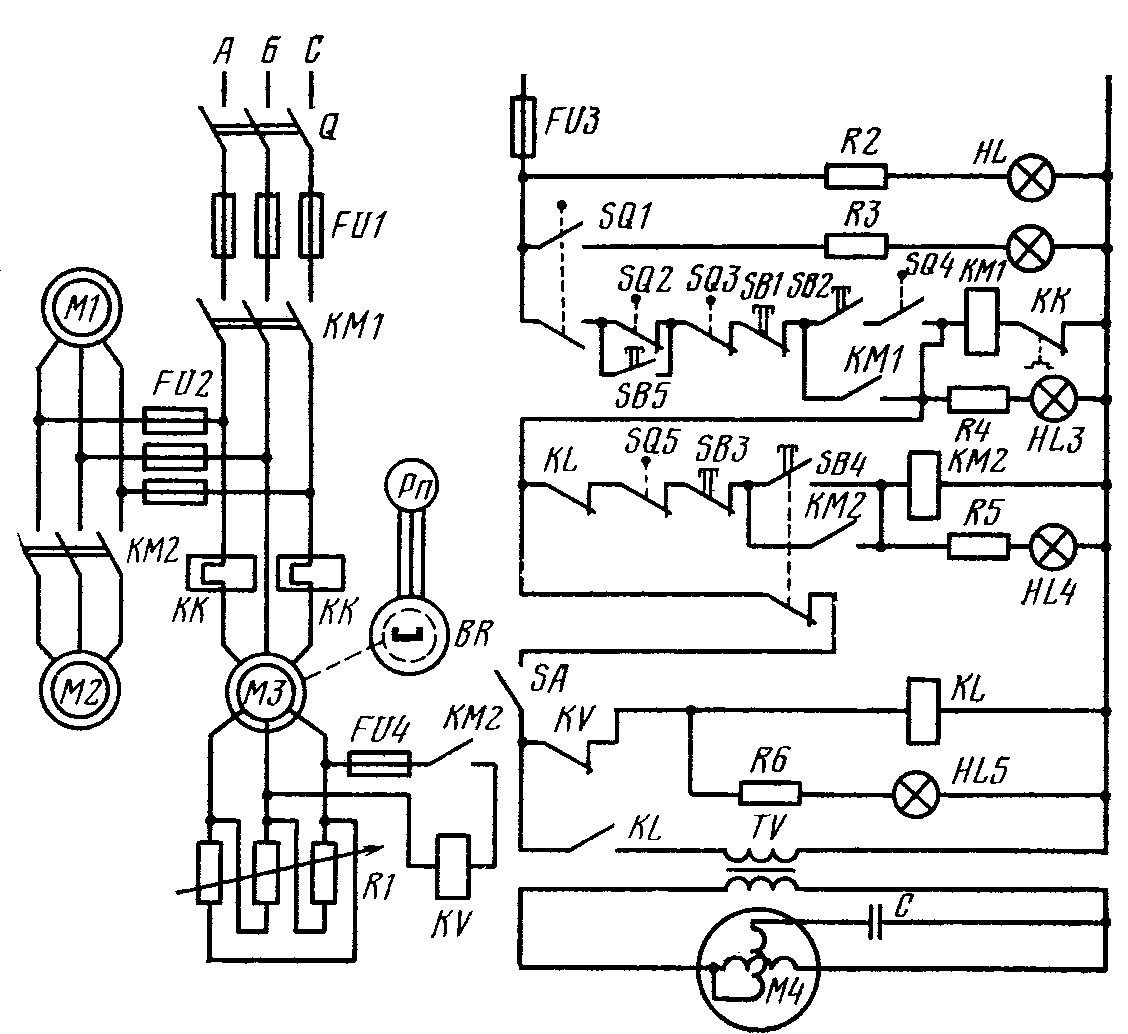 А Б С
Q
FU3
R2 HL
FU1
SQ1
R3
M1
KM1
SQ2 SQ3 SB1 SB2 SQ4 KM1 KK
SB5
KM1
FU2
R4 HL3
KL SQ5 SB3 SB4 KM2
Рп
KM2
R5
KM2
HL4
KK KK
BR
M2 M3
SA
KL
KV
FU4 KM2
R6 HL5
KL TV
R1
KV
C
M4